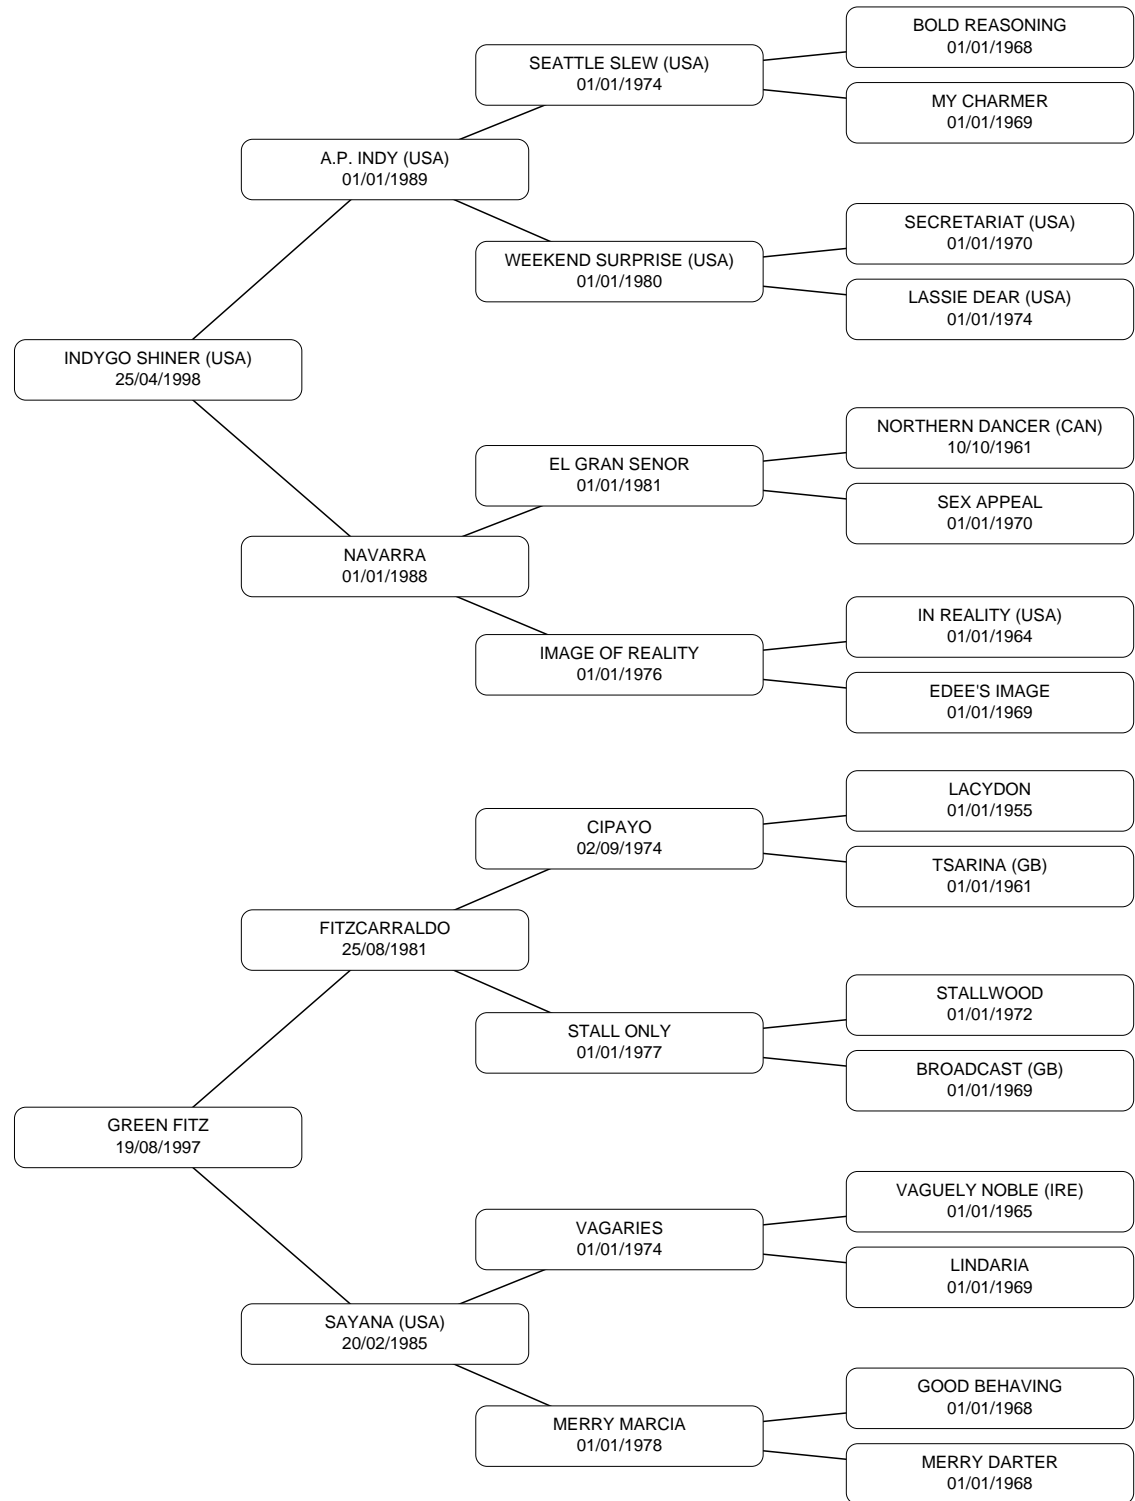 BOLD REASONING
01/01/1968
SEATTLE SLEW (USA)
01/01/1974
MY CHARMER
01/01/1969
A.P. INDY (USA)
01/01/1989
SECRETARIAT (USA)
01/01/1970
WEEKEND SURPRISE (USA)
01/01/1980
LASSIE DEAR (USA)
01/01/1974
INDYGO SHINER (USA)
25/04/1998
NORTHERN DANCER (CAN)
10/10/1961
EL GRAN SENOR
01/01/1981
SEX APPEAL
01/01/1970
NAVARRA
01/01/1988
IN REALITY (USA)
01/01/1964
IMAGE OF REALITY
01/01/1976
EDEE'S IMAGE
01/01/1969
LACYDON
01/01/1955
CIPAYO
02/09/1974
TSARINA (GB)
01/01/1961
FITZCARRALDO
25/08/1981
STALLWOOD
01/01/1972
STALL ONLY
01/01/1977
BROADCAST (GB)
01/01/1969
GREEN FITZ
19/08/1997
VAGUELY NOBLE (IRE)
01/01/1965
VAGARIES
01/01/1974
LINDARIA
01/01/1969
SAYANA (USA)
20/02/1985
GOOD BEHAVING
01/01/1968
MERRY MARCIA
01/01/1978
MERRY DARTER
01/01/1968